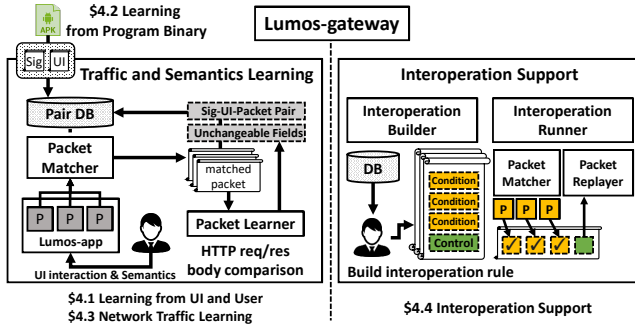 $4.2 Learning
from Program Binary
APK
Sig
UI
Lumos-gateway
Traffic and Semantics Learning
Pair DB
Sig-UI-Packet Pair
Unchangeable Fields
Packet
Matcher
matched
packet
P
P
P
Lumos-app
Packet Learner
HTTP req/res
body comparison
UI interaction & Semantics
$4.1 Learning from UI and User
$4.3 Network Traffic Learning
Interoperation Support
Interoperation
Builder
Interoperation
Runner
DB
Condition
Condition
Condition
Control
Packet
Matcher
Packet
Replayer
P
P
P
Build interoperation rule
$4.4 Interoperation Support